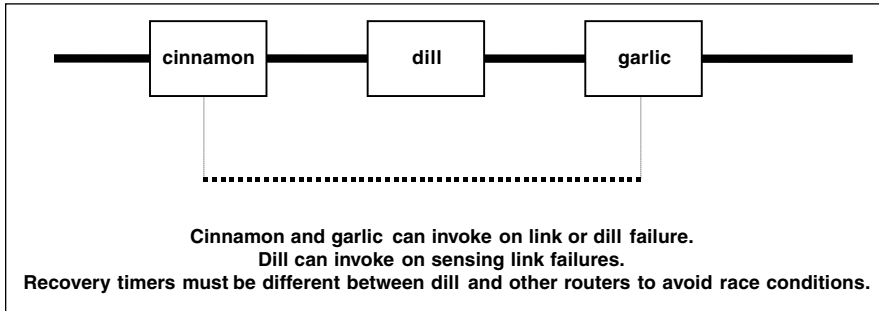 cinnamon
dill
garlic
Cinnamon and garlic can invoke on link or dill failure.
Dill can invoke on sensing link failures.
Recovery timers must be different between dill and other routers to avoid race conditions.